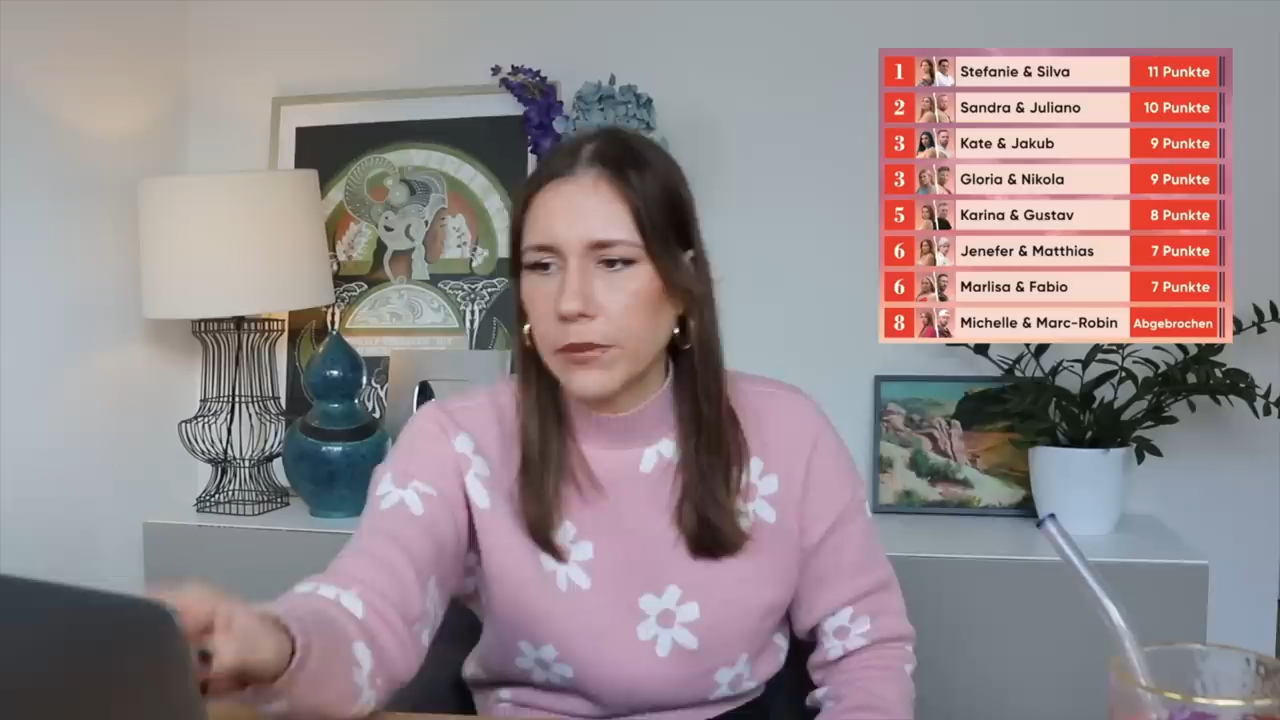 1 Stefanie & Silva 11 Punkte
2 Sandra & Juliano 10 Punkte
3 Kate & Jakub 9 Punkte
3 Gloria & Nikola 9 Punkte
5 Karina & Gustav 8 Punkte
6 Jenefer & Matthias 7 Punkte
6 Marlisa & Fabio 7 Punkte
8 Michelle & Marc-Robin Abgebrochen